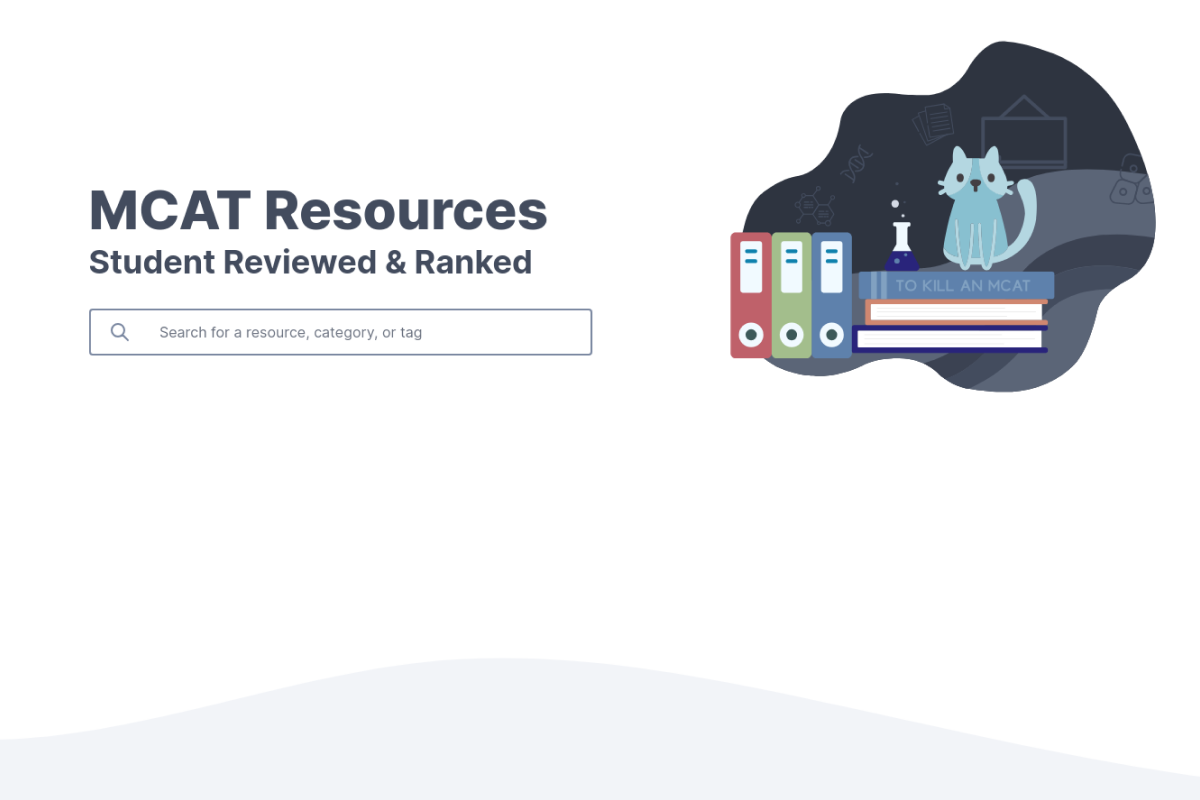 MCAT Resources
Student Reviewed & Ranked
Search for a resource, category, or tag
TO KILL AN MCAT